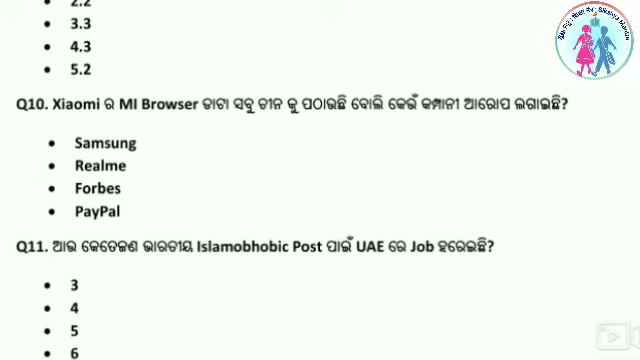 2.2
3.3
4.3
5.2
Q10. Xiaomi ର MI Browser ଡାଟା ସବୁ ଚୀନ କୁ ପଠାଉଛି ବୋଲି କେଉଁ କମ୍ପାନୀ ଆରୋପ ଲଗାଇଛି?
Samsung
Realme
Forbes
PayPal
Q11. ଆଉ କେତେଜଣ ଭାରତୀୟ Islamobhobic Post ପାଇଁ UAE ରେ Job ହରେଇଛି?
3
4
5
6